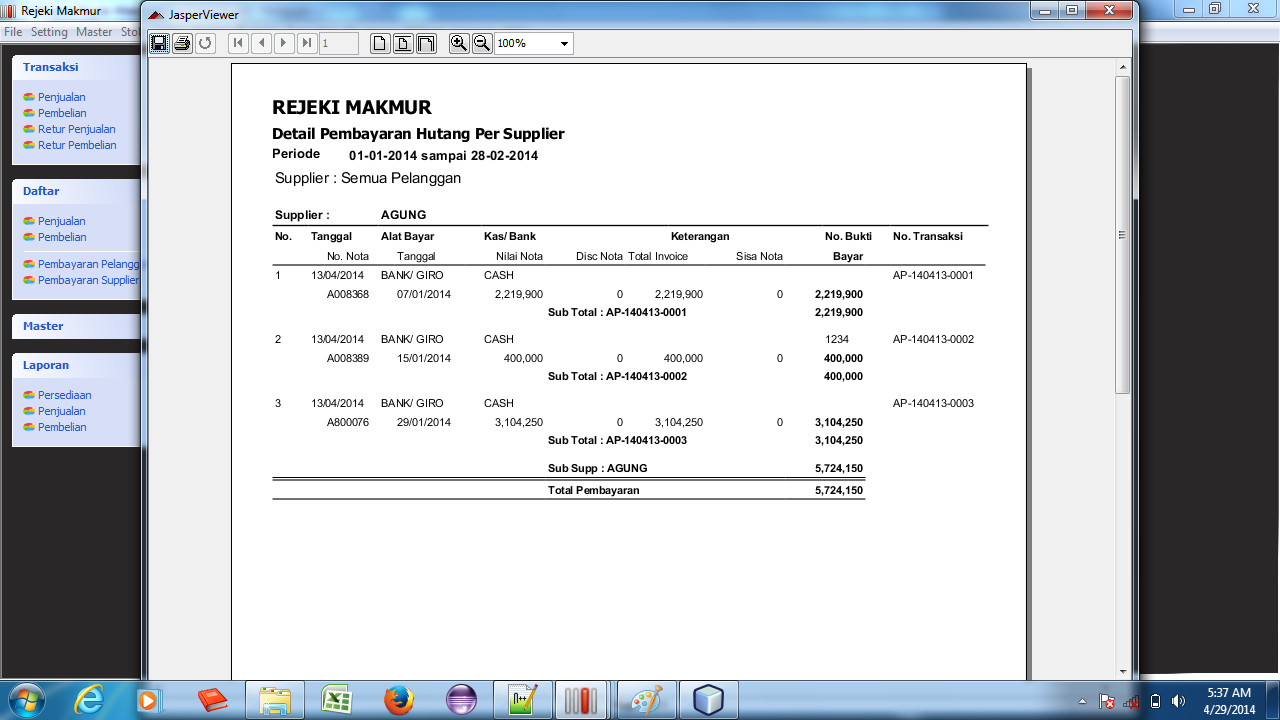 Rejeki Makmur
JasperViewer
File Setting Master Sto
1
100%
Transaksi
Penjualan
Pembelian
Retur Penjualan
Retur Pembelian
Daftar
Penjualan
Pembelian
Pembayaran Pelangg
Pembayaran Supplier
Master
Laporan
Persediaan
Penjualan
Pembelian
REJEKI MAKMUR
Detail Pembayaran Hutang Per Supplier
Periode 01-01-2014 sampai 28-02-2014
Supplier : Semua Pelanggan
Supplier : AGUNG
No. Tanggal Alat Bayar Kas/ Bank Keterangan No. Bukti No. Transaksi
No. Nota Tanggal Nilai Nota Disc Nota Total Invoice Sisa Nota Bayar
1 13/04/2014 BANK/ GIRO CASH AP-140413-0001
A008368 07/01/2014 2,219,900 0 2,219,900 0 2,219,900
Sub Total : AP-140413-0001 2,219,900
2 13/04/2014 BANK/ GIRO CASH 1234 AP-140413-0002
A008389 15/01/2014 400,000 0 400,000 0 400,000
Sub Total : AP-140413-0002 400,000
3 13/04/2014 BANK/ GIRO CASH AP-140413-0003
A800076 29/01/2014 3,104,250 0 3,104,250 0 3,104,250
Sub Total : AP-140413-0003 3,104,250
Sub Supp : AGUNG 5,724,150
Total Pembayaran 5,724,150
5:37 AM
4/29/2014